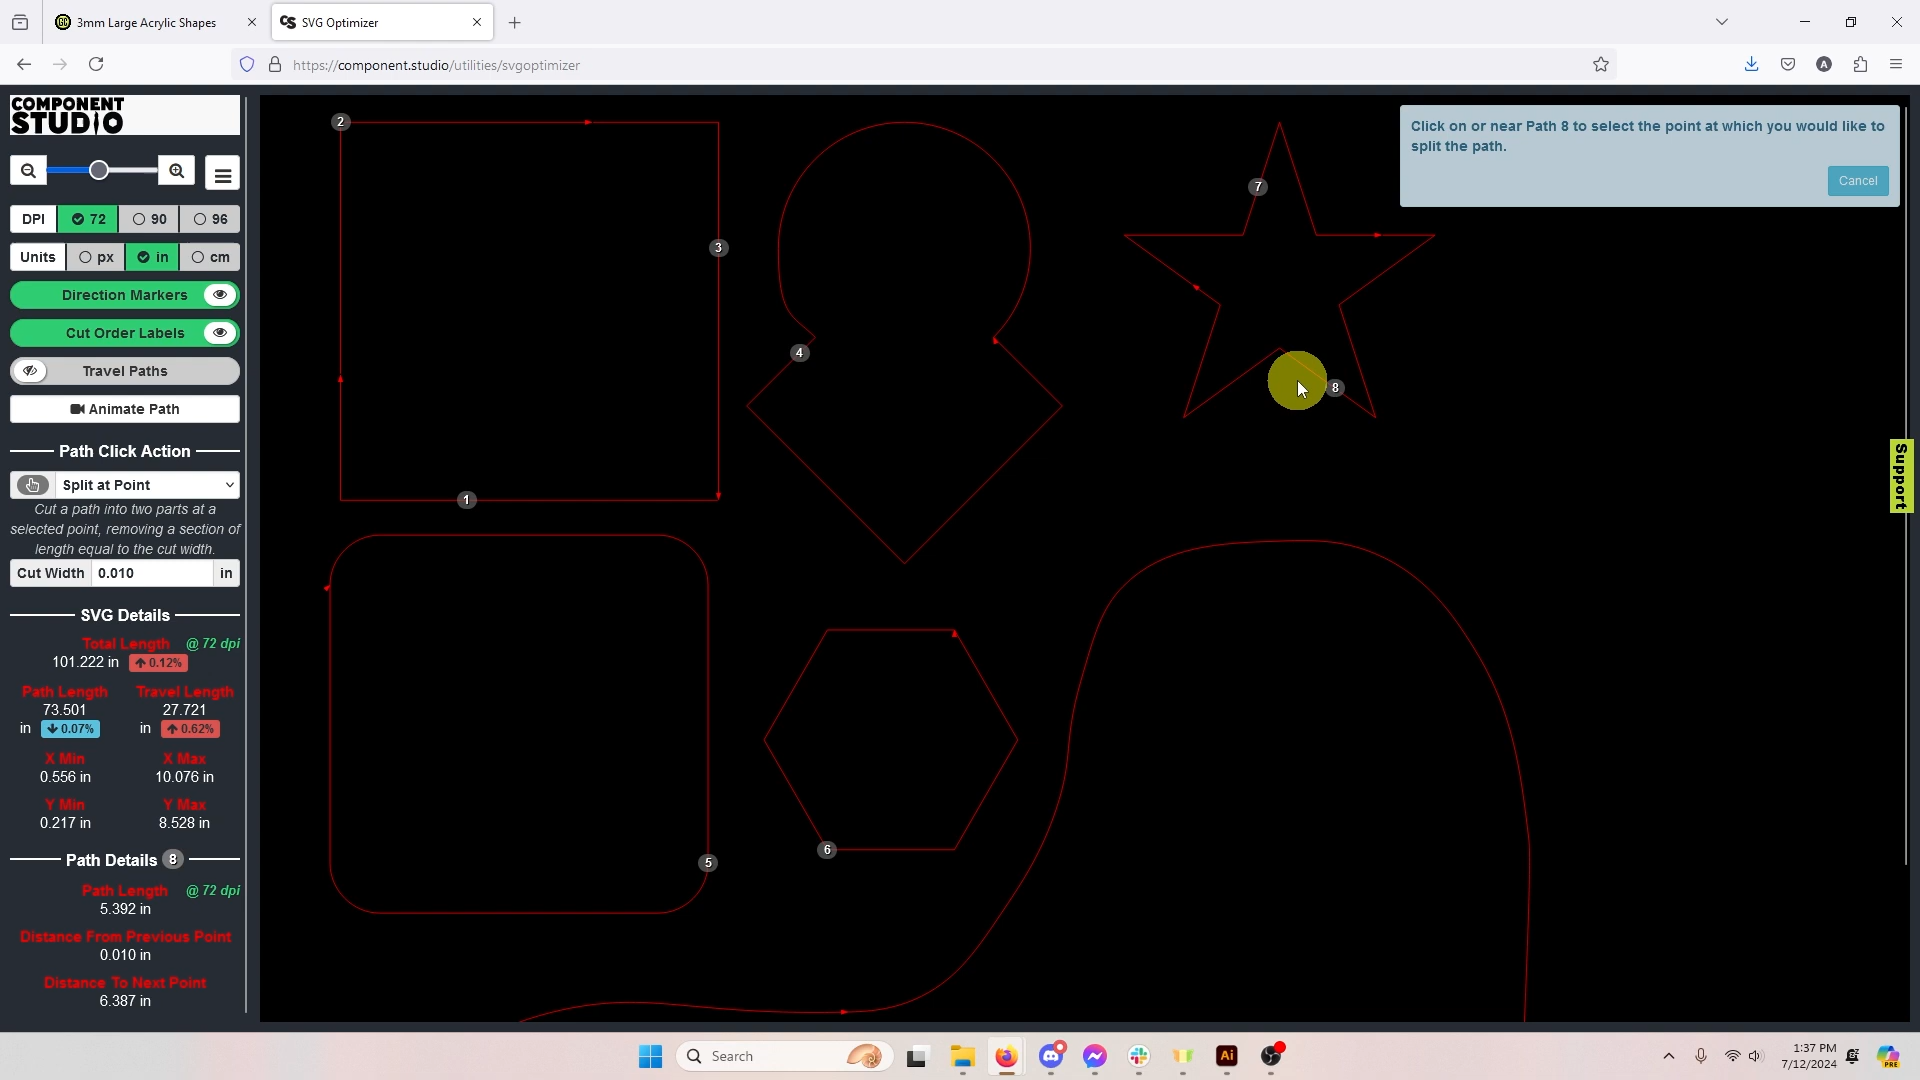 3mm Large Acrylic Shapes
SVG Optimizer
https://component.studio/utilities/svgoptimizer
A
COMPONENT
STUDIO
DPI 72 90 96
Units px in cm
Direction Markers
Cut Order Labels
Travel Paths
Animate Path
Path Click Action
Split at Point
Cut a path into two parts at a
selected point, removing a section of
length equal to the cut width.
Cut Width 0.010 in
SVG Details
Total Length @ 72 dpi
101.222 in 0.12%
Path Length Travel Length
73.501 27.721
in 0.07% in 0.62%
X Min X Max
0.556 in 10.076 in
Y Min Y Max
0.217 in 8.528 in
Path Details 8
Path Length @ 72 dpi
5.392 in
Distance From Previous Point
0.010 in
Distance To Next Point
6.387 in
2
3
1
4
5
6
7
8
Click on or near Path 8 to select the point at which you would like to
split the path.
Cancel
Support
Search
Ai
1:37 PM
7/12/2024
PRE